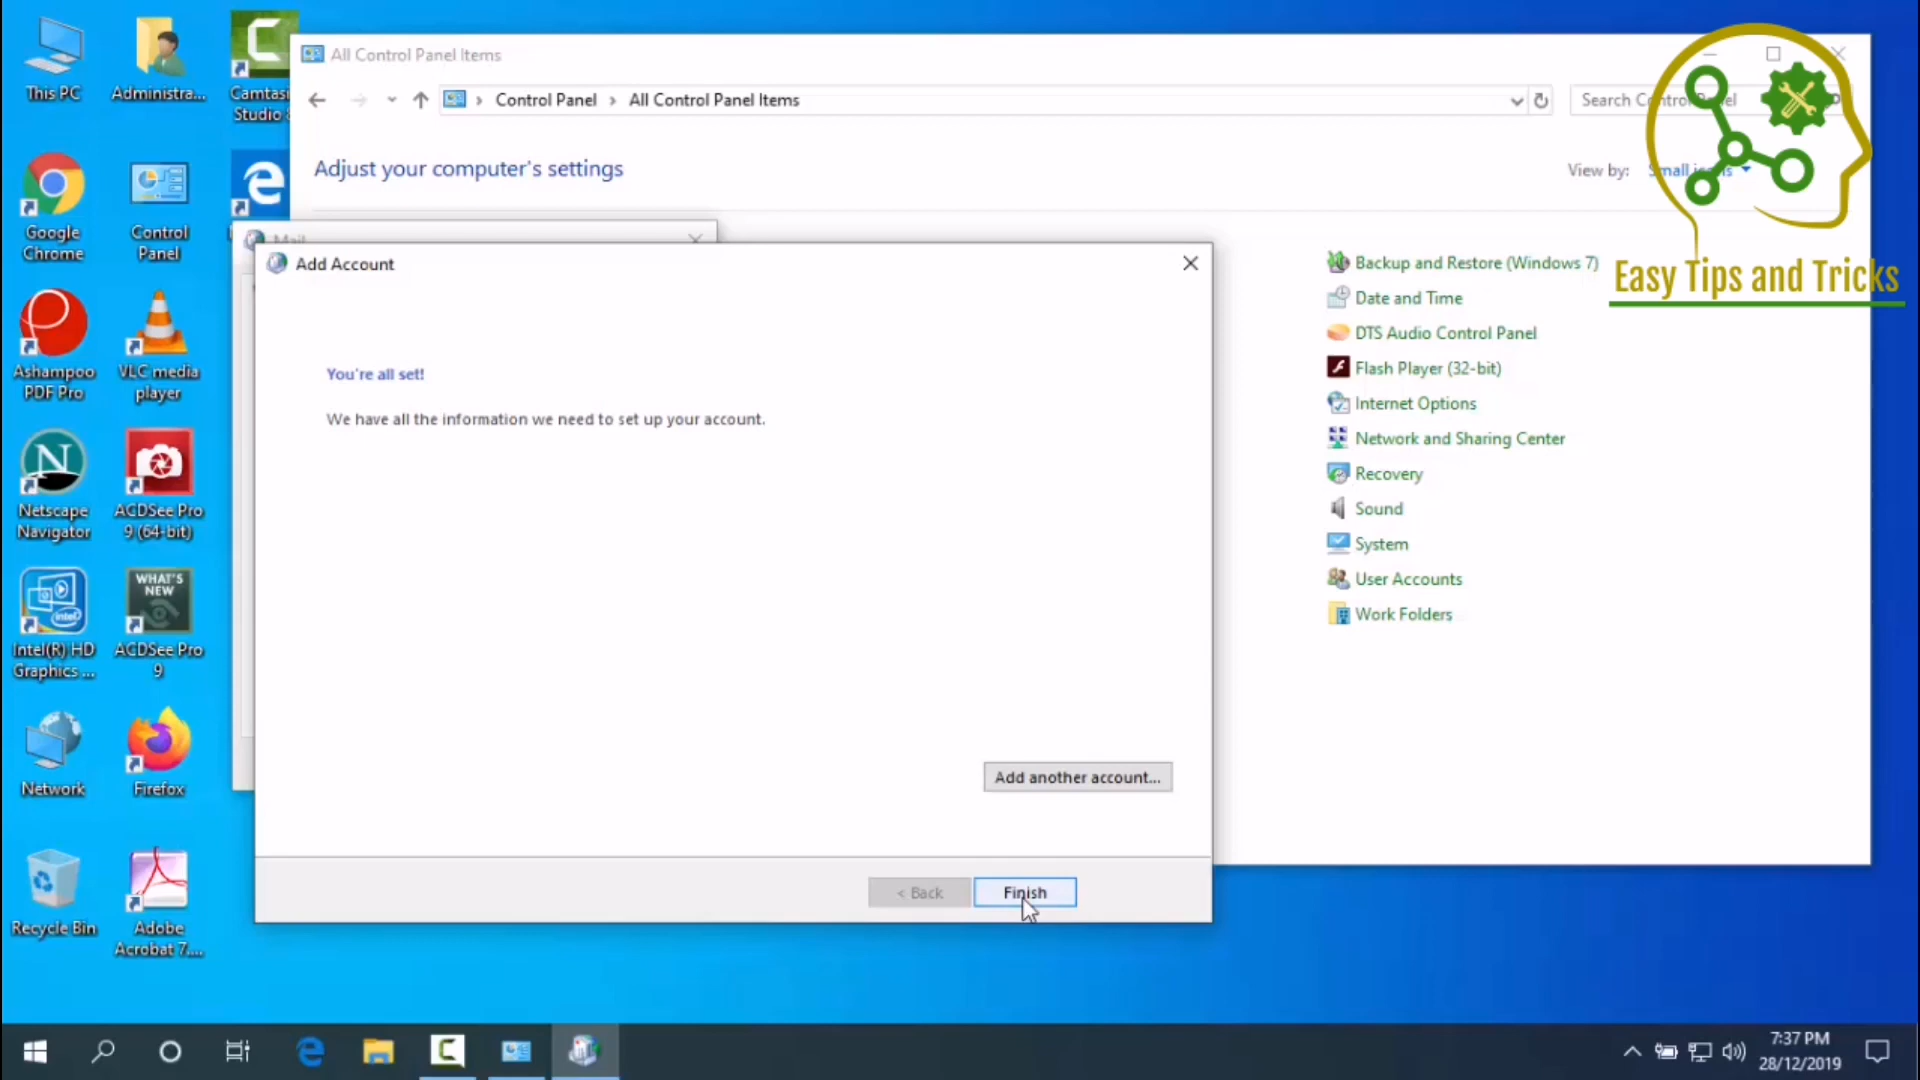 This PC
Administra...
Camtasi
Studio
Google
Chrome
Control
Panel
Ashampoo
PDF Pro
VLC media
player
Netscape
Navigator
ACDSee Pro
9 (64-bit)
Intel(R) HD
Graphics ...
WHAT'S
NEW
ACDSee Pro
9
Network
Firefox
Recycle Bin
Adobe
Acrobat 7....
All Control Panel Items
Control Panel > All Control Panel Items
Adjust your computer's settings
View by:
Mail
Add Account
You're all set!
We have all the information we need to set up your account.
Add another account...
< Back
Finish
Backup and Restore (Windows 7)
Date and Time
DTS Audio Control Panel
Flash Player (32-bit)
Internet Options
Network and Sharing Center
Recovery
Sound
System
User Accounts
Work Folders
Easy Tips and Tricks
7:37 PM
28/12/2019